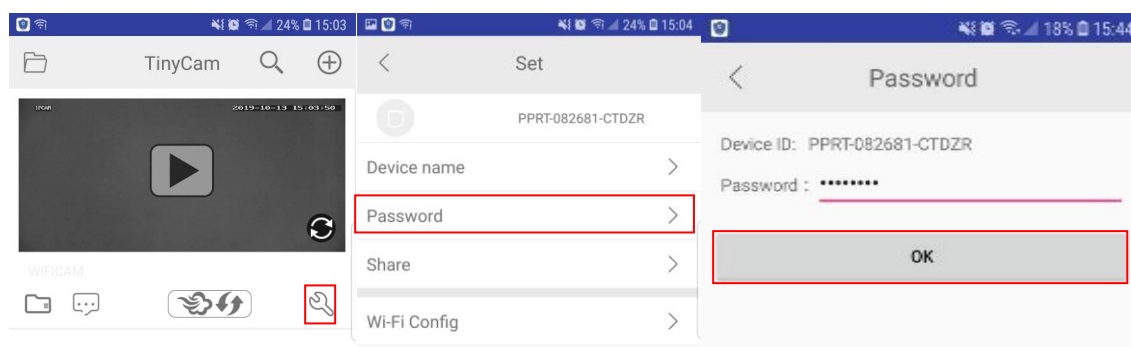 24% 15:03
TinyCam
IPCAM 2019-10-13 15:03:50
WIFICAM
24% 15:04
Set
PPRT-082681-CTDZR
Device name
Password
Share
Wi-Fi Config
18% 15:44
Password
Device ID: PPRT-082681-CTDZR
Password : ••••••••
OK